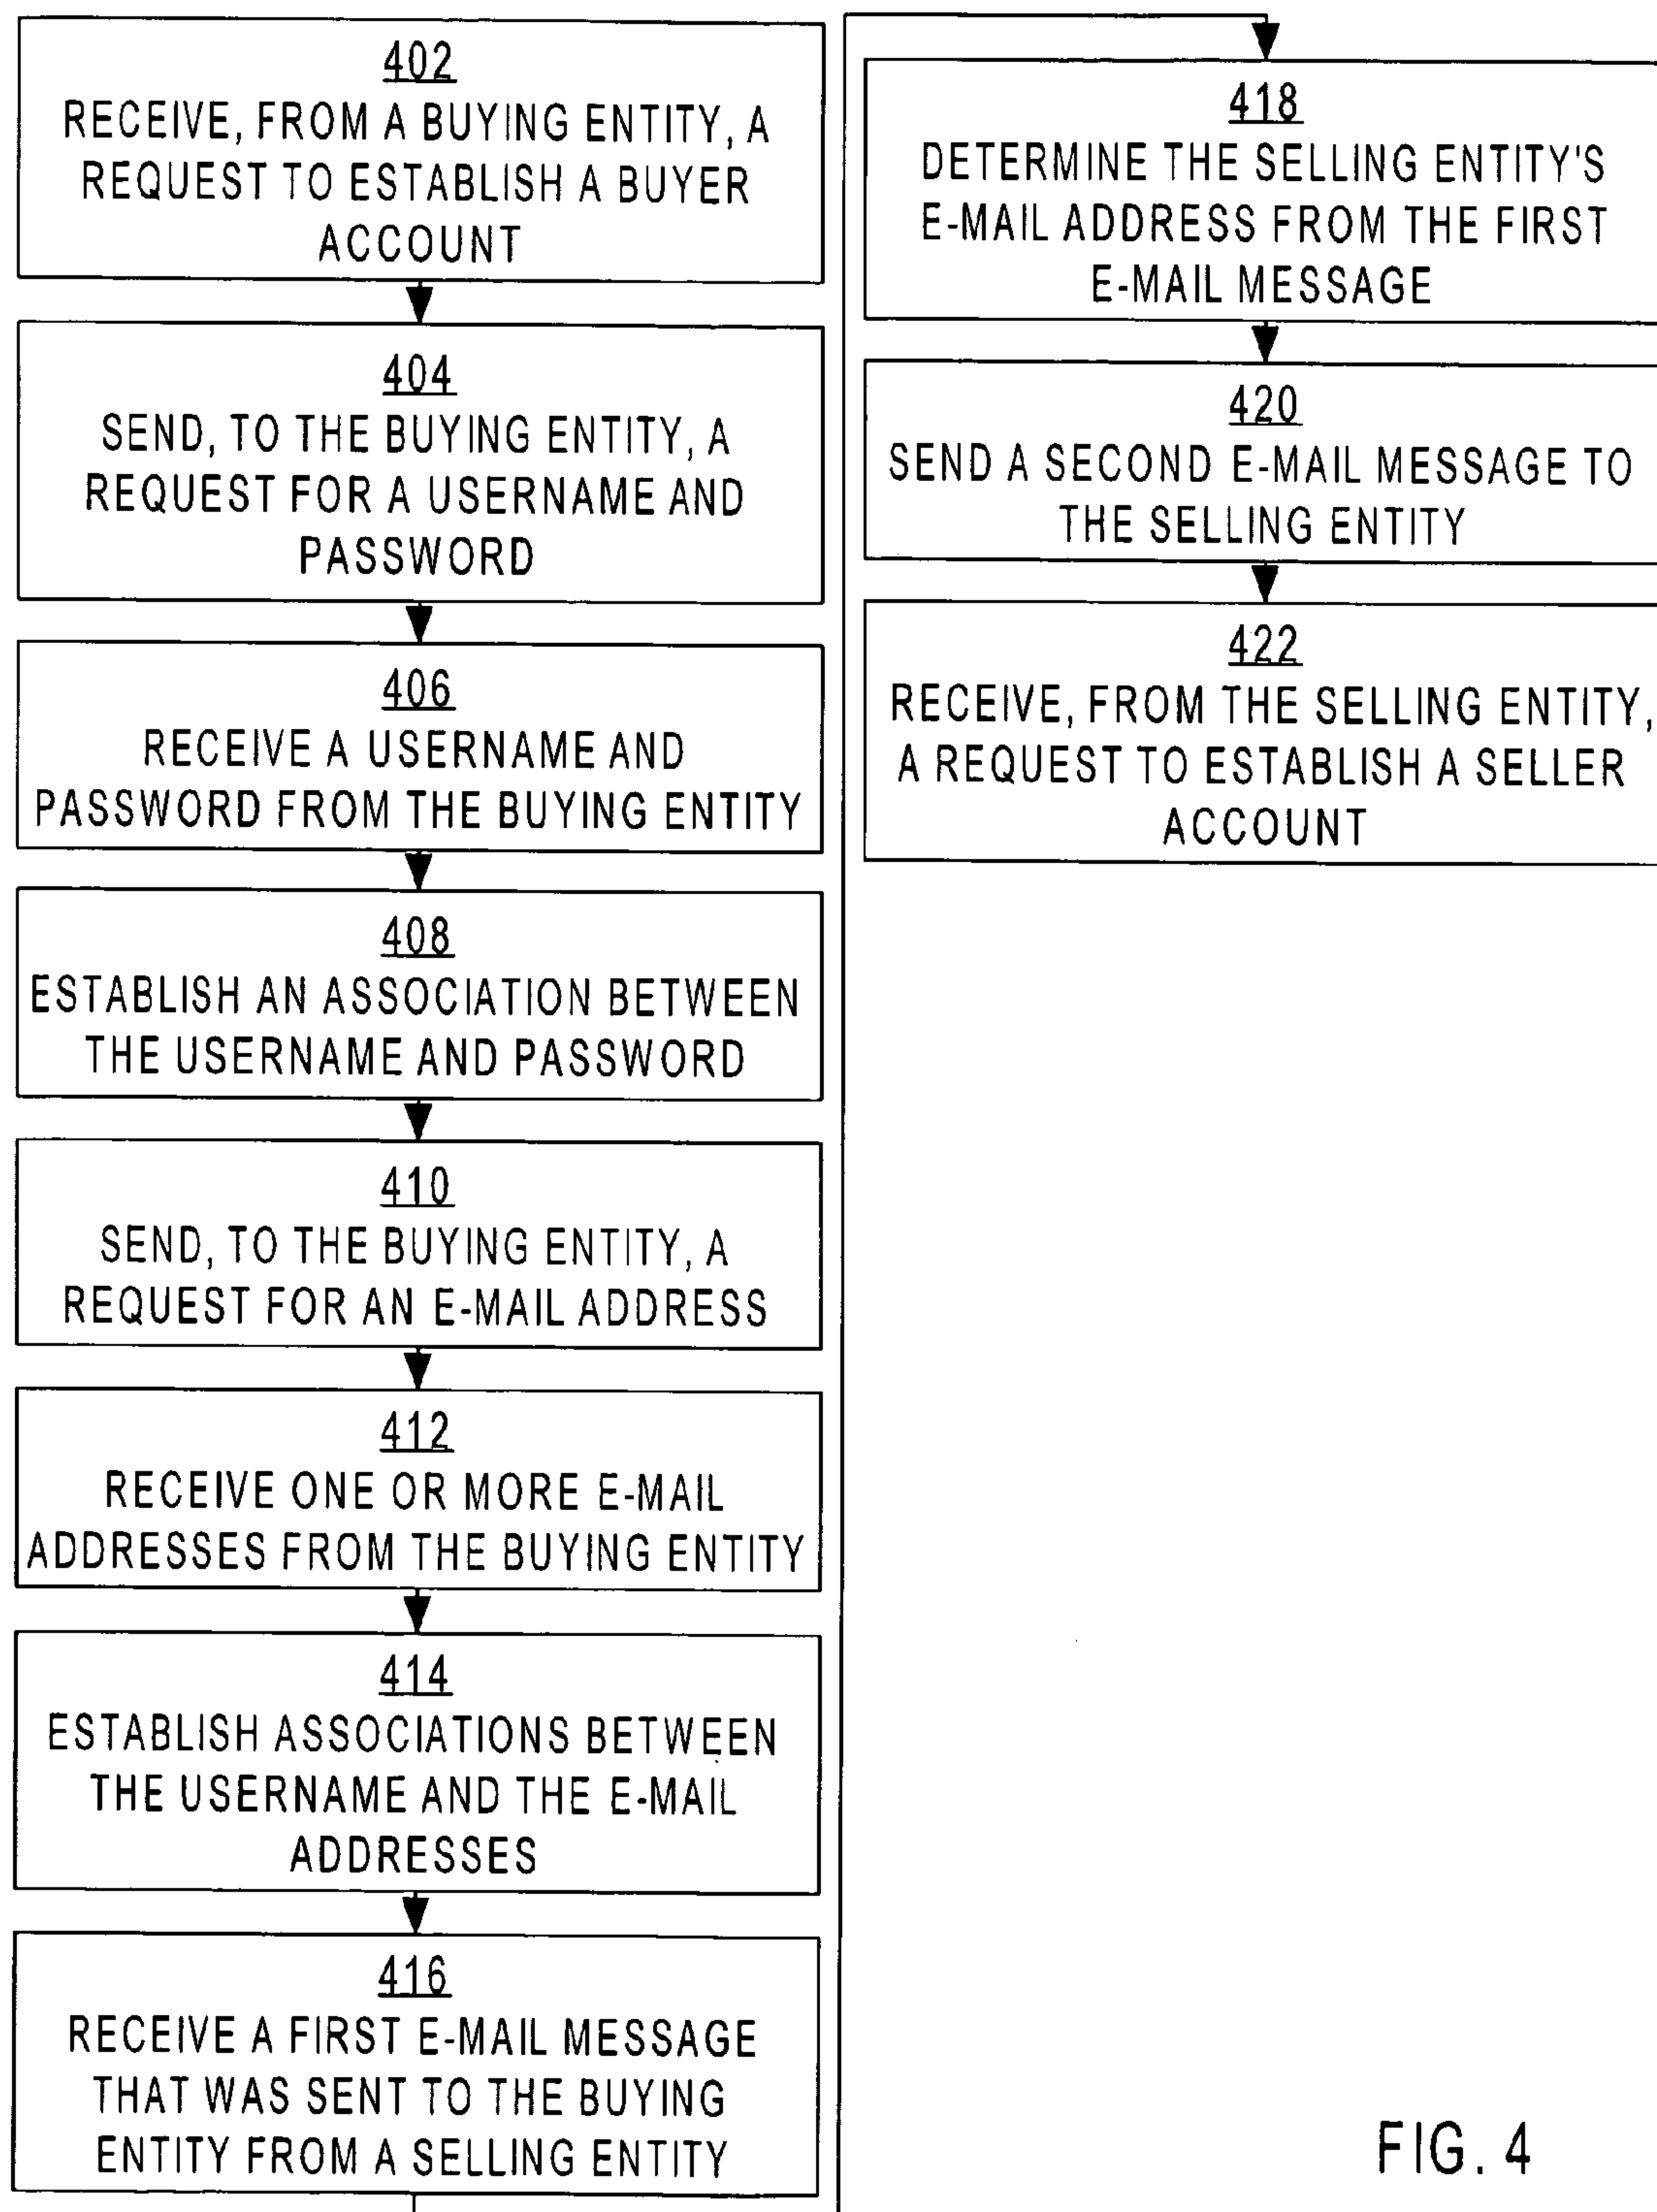 402
RECEIVE, FROM A BUYING ENTITY, A
REQUEST TO ESTABLISH A BUYER
ACCOUNT
404
SEND, TO THE BUYING ENTITY, A
REQUEST FOR A USERNAME AND
PASSWORD
406
RECEIVE A USERNAME AND
PASSWORD FROM THE BUYING ENTITY
408
ESTABLISH AN ASSOCIATION BETWEEN
THE USERNAME AND PASSWORD
410
SEND, TO THE BUYING ENTITY, A
REQUEST FOR AN E-MAIL ADDRESS
412
RECEIVE ONE OR MORE E-MAIL
ADDRESSES FROM THE BUYING ENTITY
414
ESTABLISH ASSOCIATIONS BETWEEN
THE USERNAME AND THE E-MAIL
ADDRESSES
416
RECEIVE A FIRST E-MAIL MESSAGE
THAT WAS SENT TO THE BUYING
ENTITY FROM A SELLING ENTITY
418
DETERMINE THE SELLING ENTITY'S
E-MAIL ADDRESS FROM THE FIRST
E-MAIL MESSAGE
420
SEND A SECOND E-MAIL MESSAGE TO
THE SELLING ENTITY
422
RECEIVE, FROM THE SELLING ENTITY,
A REQUEST TO ESTABLISH A SELLER
ACCOUNT
FIG. 4